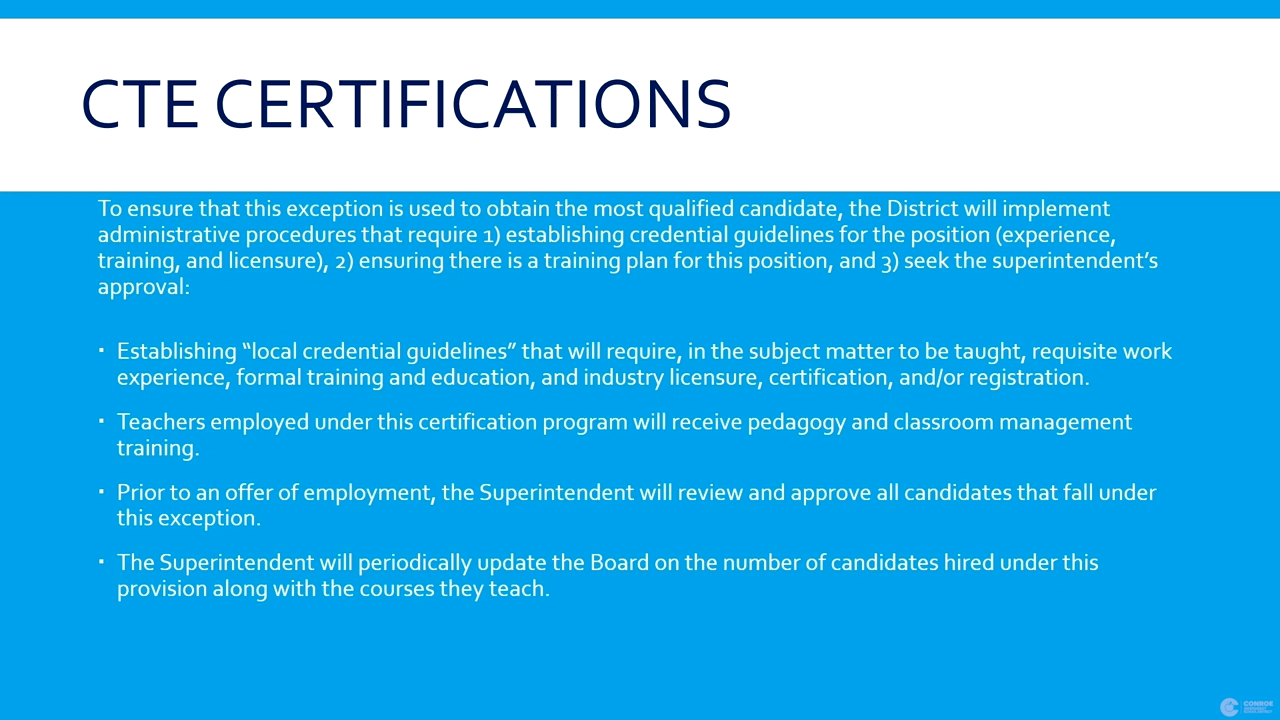 CTE CERTIFICATIONS
To ensure that this exception is used to obtain the most qualified candidate, the District will implement
administrative procedures that require 1) establishing credential guidelines for the position (experience,
training, and licensure), 2) ensuring there is a training plan for this position, and 3) seek the superintendent’s
approval:
▪ Establishing “local credential guidelines” that will require, in the subject matter to be taught, requisite work
experience, formal training and education, and industry licensure, certification, and/or registration.
▪ Teachers employed under this certification program will receive pedagogy and classroom management
training.
▪ Prior to an offer of employment, the Superintendent will review and approve all candidates that fall under
this exception.
▪ The Superintendent will periodically update the Board on the number of candidates hired under this
provision along with the courses they teach.
CONROE